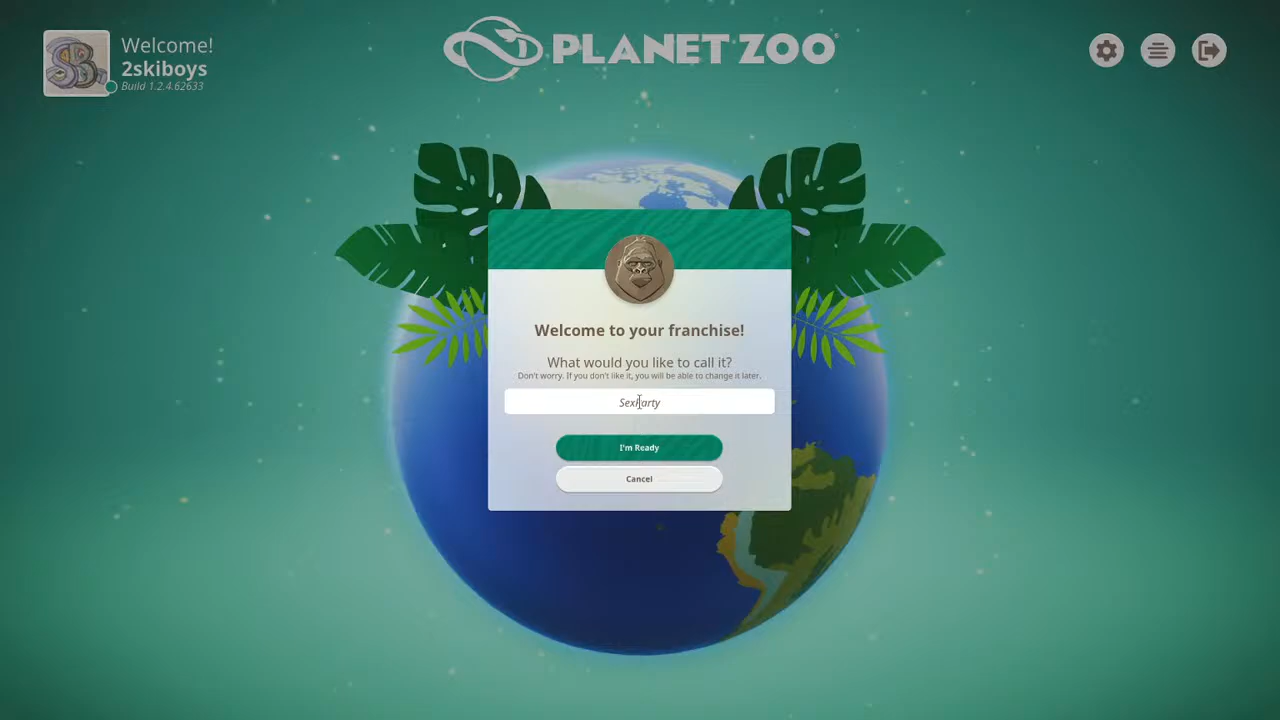 Welcome!
2skiboys
Build 1.2.4.62633
PLANET ZOO
Welcome to your franchise!
What would you like to call it?
Don't worry. If you don't like it, you will be able to change it later.
I'm Ready
Cancel